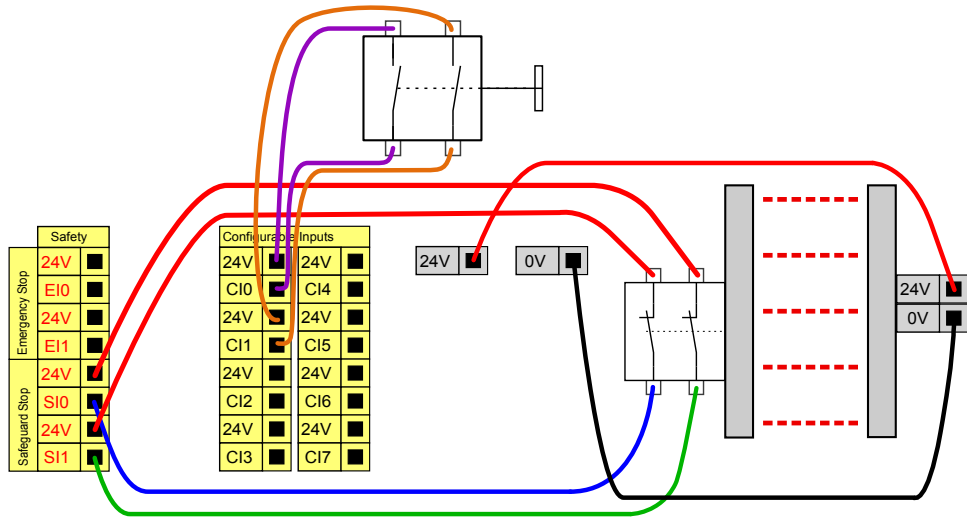 Safety
Emergency Stop
24V
EI0
24V
EI1
Safeguard Stop
24V
SI0
24V
SI1
Configurable Inputs
24V 24V
CI0 CI4
24V 24V
CI1 CI5
24V 24V
CI2 CI6
24V 24V
CI3 CI7
24V 0V
24V
0V